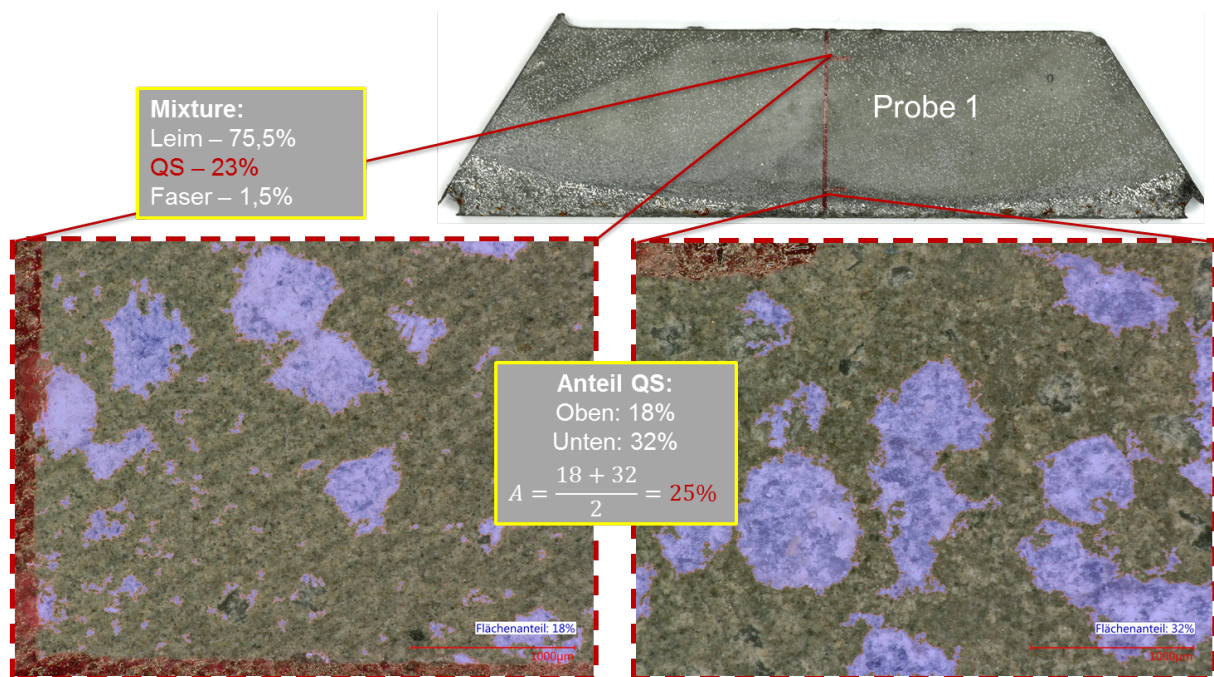 Probe 1
Mixture:
Leim – 75,5%
QS – 23%
Faser – 1,5%
Anteil QS:
Oben: 18%
Unten: 32%
A = (18 + 32)/2 = 25%
Flächenanteil: 18%
1000µm
Flächenanteil: 32%
1000µm